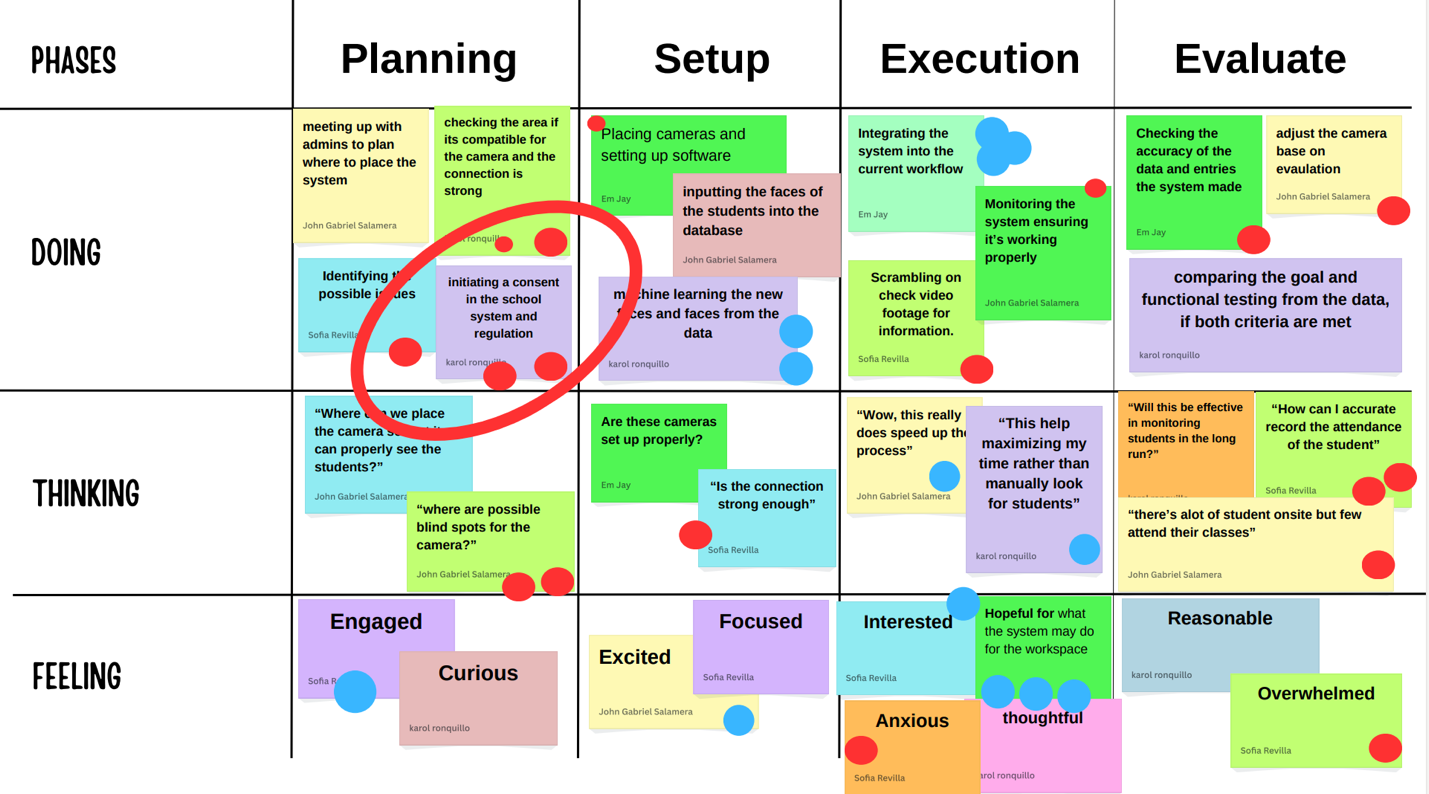 PHASES
Planning
Setup
Execution
Evaluate
DOING
meeting up with
admins to plan
where to place the
system
John Gabriel Salamera
checking the area if
its compatible for
the camera and the
connection is
strong
ronquillo
Identifying the
possible issues
Sofia Revilla
initiating a consent
in the school
system and
regulation
karol ronquillo
Placing cameras and
setting up software
Em Jay
inputting the faces of
the students into the
database
John Gabriel Salamera
machine learning the new
faces and faces from the
data
karol ronquillo
Integrating the
system into the
current workflow
Em Jay
Monitoring the
system ensuring
it's working
properly
John Gabriel Salamera
Scrambling on
check video
footage for
information.
Sofia Revilla
Checking the
accuracy of the
data and entries
the system made
Em Jay
adjust the camera
base on
evaulation
John Gabriel Salamera
comparing the goal and
functional testing from the data,
if both criteria are met
karol ronquillo
THINKING
“Where can we place
the camera so that it
can properly see the
students?”
John Gabriel Salamera
“where are possible
blind spots for the
camera?”
John Gabriel Salamera
Are these cameras
set up properly?
Em Jay
“Is the connection
strong enough”
Sofia Revilla
“Wow, this really
does speed up the
process”
John Gabriel Salamera
“This help
maximizing my
time rather than
manually look
for students”
karol ronquillo
“Will this be effective
in monitoring
students in the long
run?”
“How can I accurate
record the attendance
of the student”
Sofia Revilla
“there’s alot of student onsite but few
attend their classes”
John Gabriel Salamera
FEELING
Engaged
Sofia R
Curious
karol ronquillo
Excited
John Gabriel Salamera
Focused
Sofia Revilla
Interested
Sofia Revilla
Hopeful for what
the system may do
for the workspace
Anxious
Sofia Revilla
thoughtful
karol ronquillo
Reasonable
karol ronquillo
Overwhelmed
Sofia Revilla